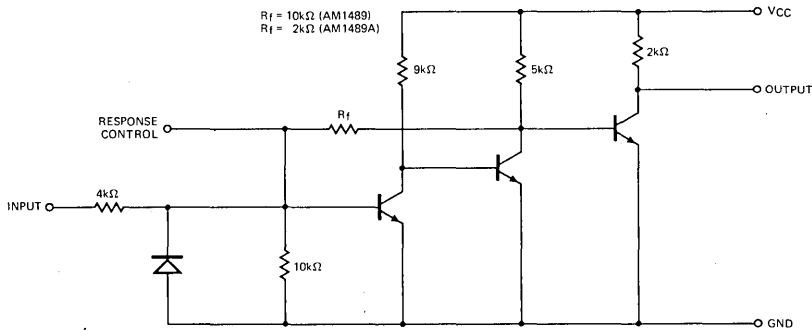 Rf = 10kΩ (AM1489)
Rf = 2kΩ (AM1489A)
VCC
9kΩ
5kΩ
2kΩ
OUTPUT
RESPONSE
CONTROL
Rf
4kΩ
INPUT
10kΩ
GND